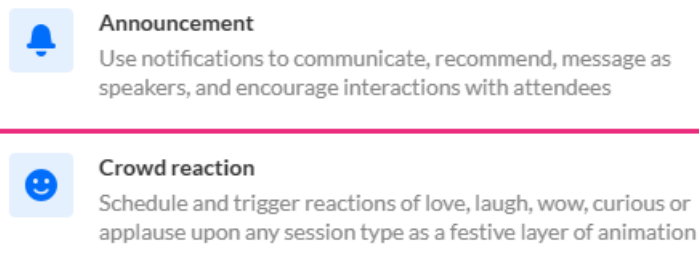 Announcement
Use notifications to communicate, recommend, message as
speakers, and encourage interactions with attendees
Crowd reaction
Schedule and trigger reactions of love, laugh, wow, curious or
applause upon any session type as a festive layer of animation